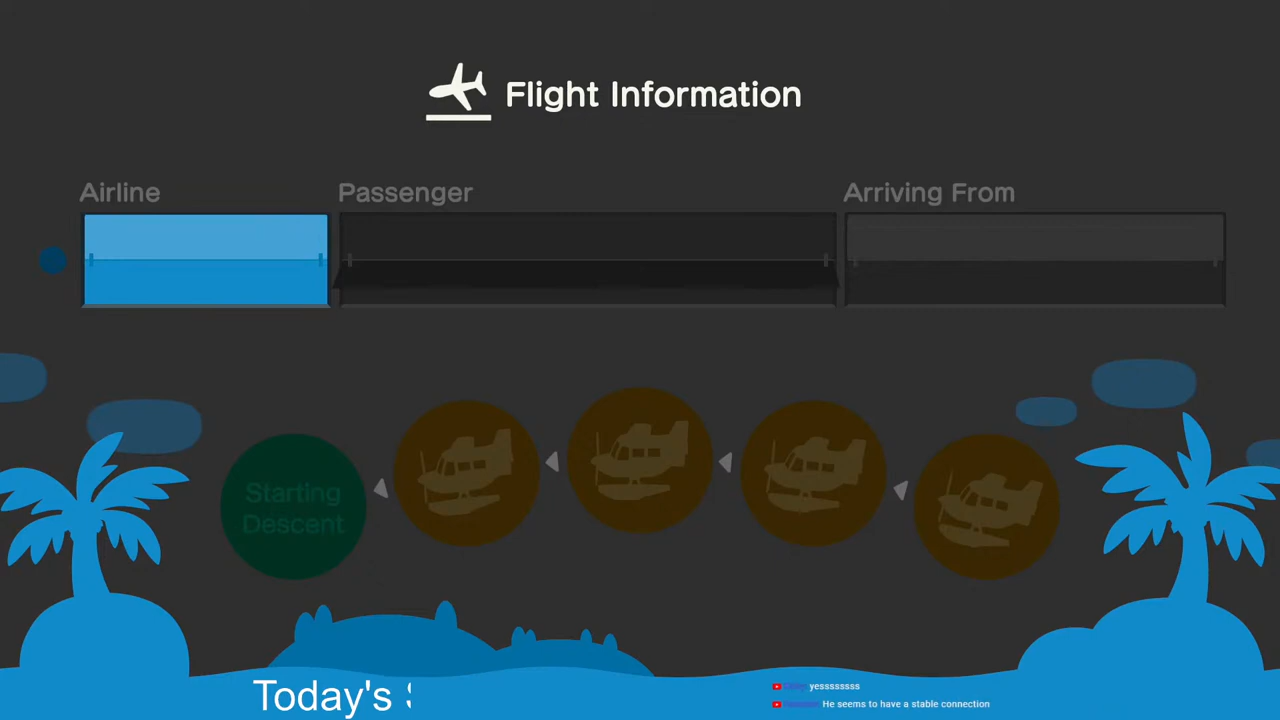 Flight Information
Airline
Passenger
Arriving From
Starting
Descent
Today's
yessssssss
He seems to have a stable connection